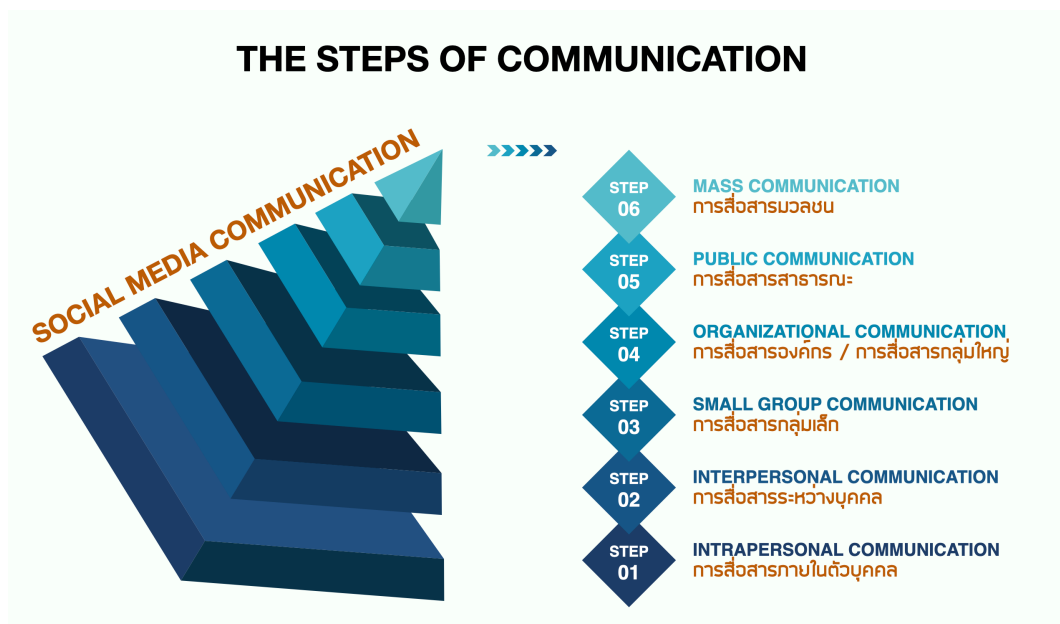 THE STEPS OF COMMUNICATION
SOCIAL MEDIA COMMUNICATION
STEP
06
MASS COMMUNICATION
การสื่อสารมวลชน
STEP
05
PUBLIC COMMUNICATION
การสื่อสารสาธารณะ
STEP
04
ORGANIZATIONAL COMMUNICATION
การสื่อสารองค์กร / การสื่อสารกลุ่มใหญ่
STEP
03
SMALL GROUP COMMUNICATION
การสื่อสารกลุ่มเล็ก
STEP
02
INTERPERSONAL COMMUNICATION
การสื่อสารระหว่างบุคคล
STEP
01
INTRAPERSONAL COMMUNICATION
การสื่อสารภายในตัวบุคคล